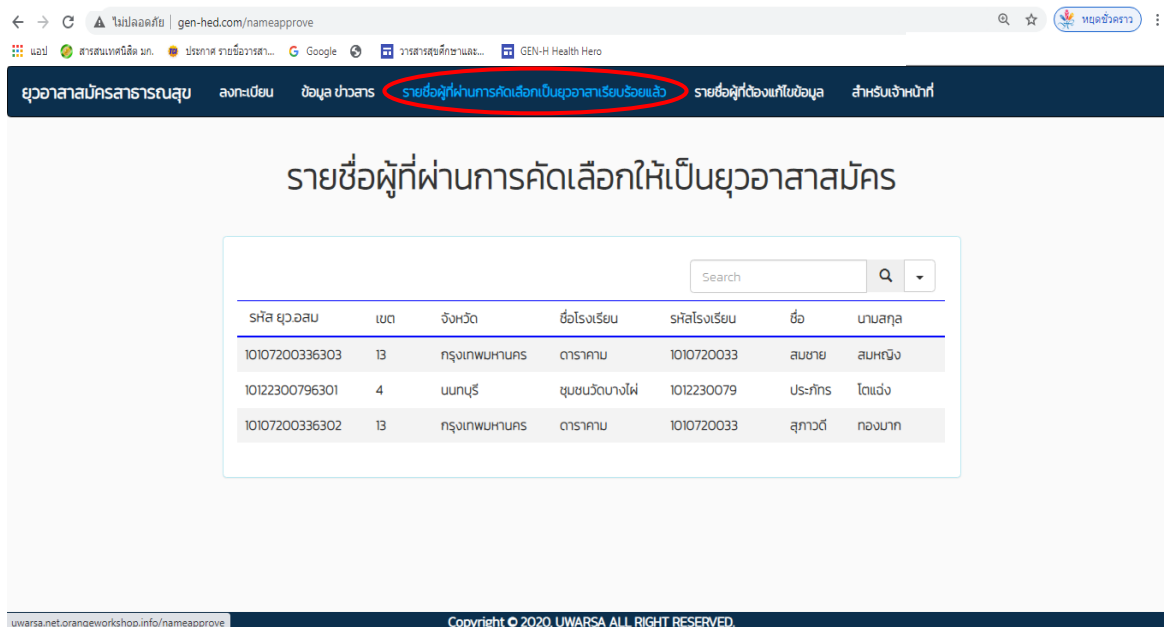 ไม่ปลอดภัย | gen-hed.com/nameapprove
หยุดชั่วคราว
แอป สารสนเทศนิสิต มก. ประกาศ รายชื่อวารสา... Google วารสารสุขศึกษาและ... GEN-H Health Hero
ยุวอาสาสมัครสาธารณสุข ลงทะเบียน ข้อมูล ข่าวสาร รายชื่อผู้ที่ผ่านการคัดเลือกเป็นยุวอาสาเรียบร้อยแล้ว รายชื่อผู้ที่ต้องแก้ไขข้อมูล สำหรับเจ้าหน้าที่
รายชื่อผู้ที่ผ่านการคัดเลือกให้เป็นยุวอาสาสมัคร
Search
รหัส ยุว.อสม เขต จังหวัด ชื่อโรงเรียน รหัสโรงเรียน ชื่อ นามสกุล
10107200336303 13 กรุงเทพมหานคร ดาราคาม 1010720033 สมชาย สมหญิง
10122300796301 4 นนทบุรี ชุมชนวัดบางไผ่ 1012230079 ประภัทร โตแฉ่ง
10107200336302 13 กรุงเทพมหานคร ดาราคาม 1010720033 สุภาวดี ทองมาก
uwarsa.net.orangeworkshop.info/nameapprove
Copyright © 2020. UWARSA ALL RIGHT RESERVED.